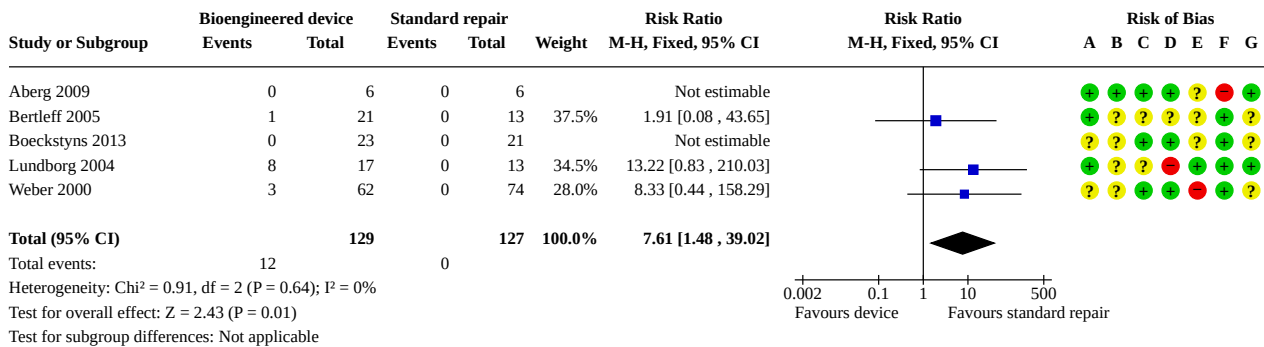 Bioengineered device Standard repair Risk Ratio Risk Ratio Risk of Bias
Study or Subgroup Events Total Events Total Weight M-H, Fixed, 95% CI M-H, Fixed, 95% CI A B C D E F G
Aberg 2009 0 6 0 6 Not estimable + + + + ? − +
Bertleff 2005 1 21 0 13 37.5% 1.91 [0.08 , 43.65] + ? ? ? ? + ?
Boeckstyns 2013 0 23 0 21 Not estimable ? ? + + ? + ?
Lundborg 2004 8 17 0 13 34.5% 13.22 [0.83 , 210.03] + ? ? − + + +
Weber 2000 3 62 0 74 28.0% 8.33 [0.44 , 158.29] ? ? + + − + ?
Total (95% CI) 129 127 100.0% 7.61 [1.48 , 39.02]
Total events: 12 0
Heterogeneity: Chi² = 0.91, df = 2 (P = 0.64); I² = 0%
Test for overall effect: Z = 2.43 (P = 0.01)
Test for subgroup differences: Not applicable
0.002 0.1 1 10 500
Favours device Favours standard repair